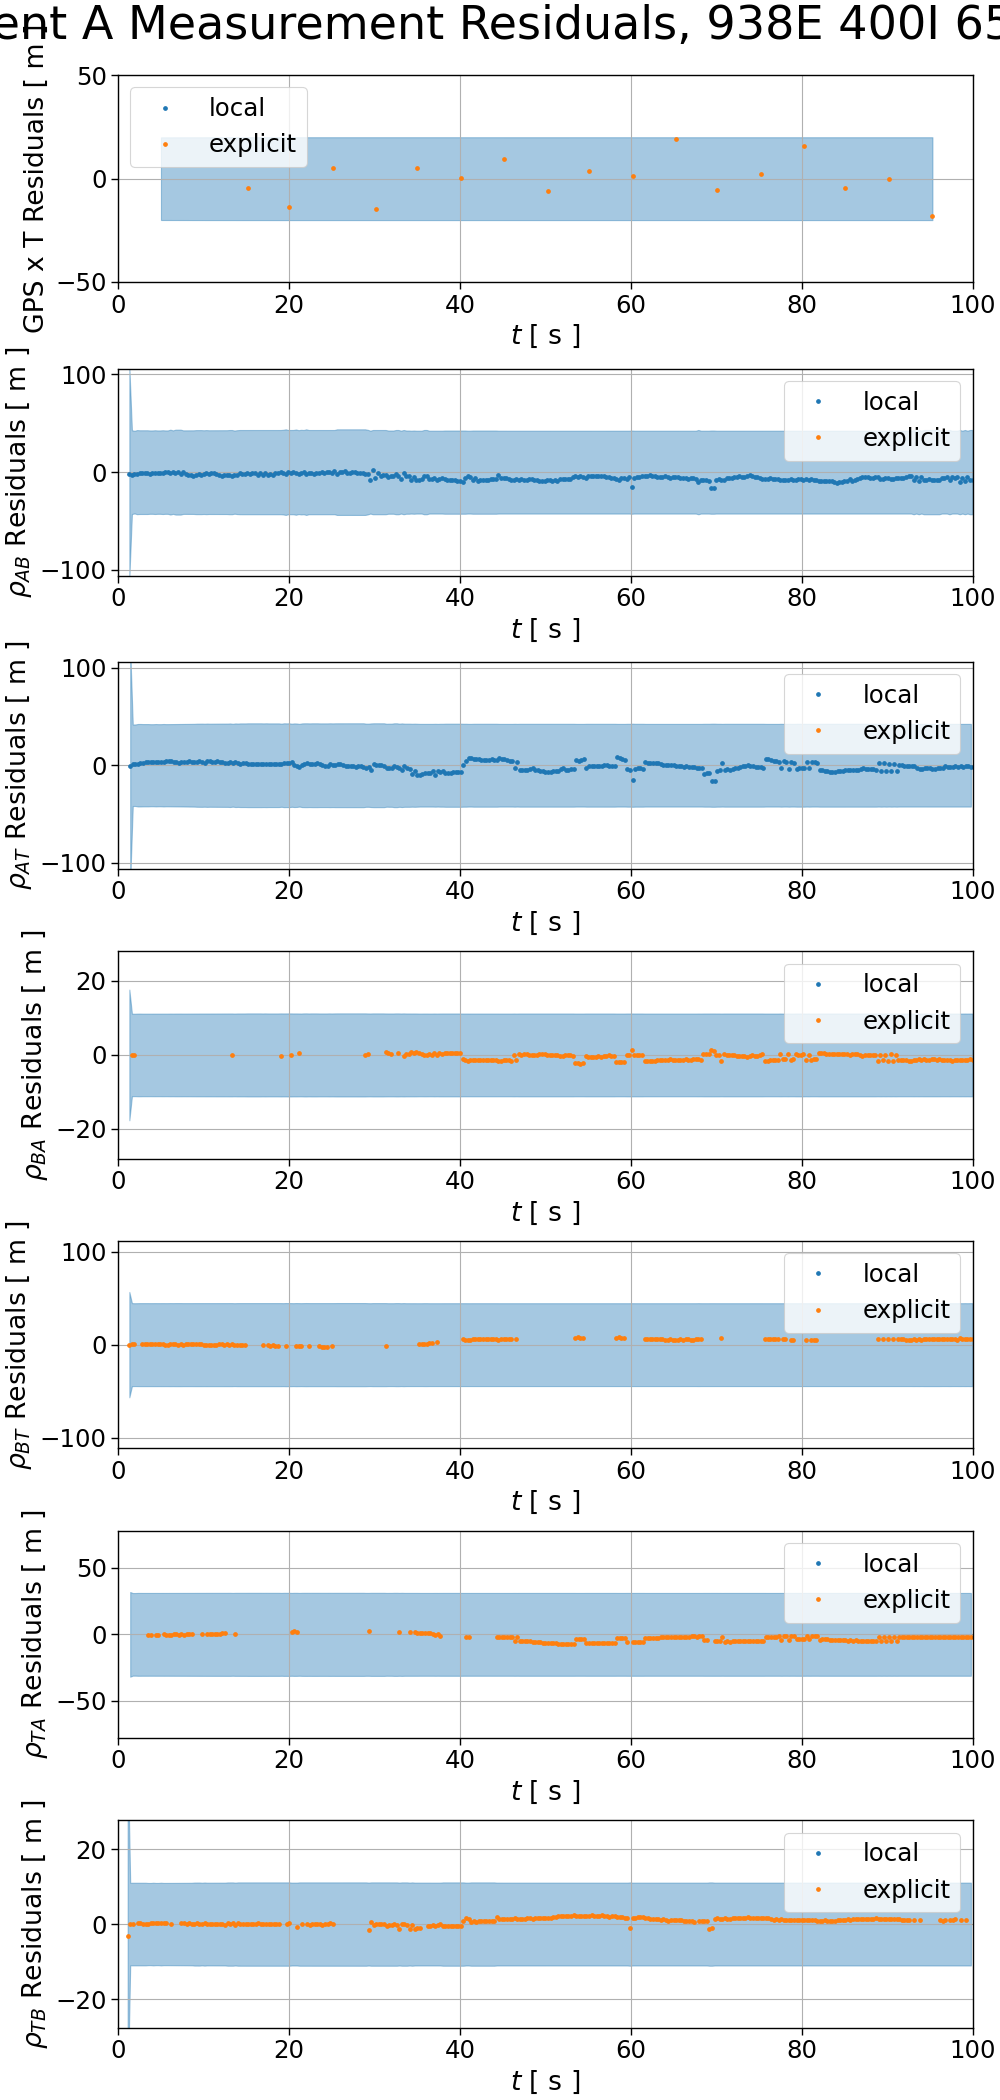 ent A Measurement Residuals, 938E 400I 65
GPS x T Residuals [ m ]
50
0
−50
local
explicit
0 20 40 60 80 100
t [ s ]
ρAB Residuals [ m ]
100
0
−100
local
explicit
0 20 40 60 80 100
t [ s ]
ρAT Residuals [ m ]
100
0
−100
local
explicit
0 20 40 60 80 100
t [ s ]
ρBA Residuals [ m ]
20
0
−20
local
explicit
0 20 40 60 80 100
t [ s ]
ρBT Residuals [ m ]
100
0
−100
local
explicit
0 20 40 60 80 100
t [ s ]
ρTA Residuals [ m ]
50
0
−50
local
explicit
0 20 40 60 80 100
t [ s ]
ρTB Residuals [ m ]
20
0
−20
local
explicit
0 20 40 60 80 100
t [ s ]